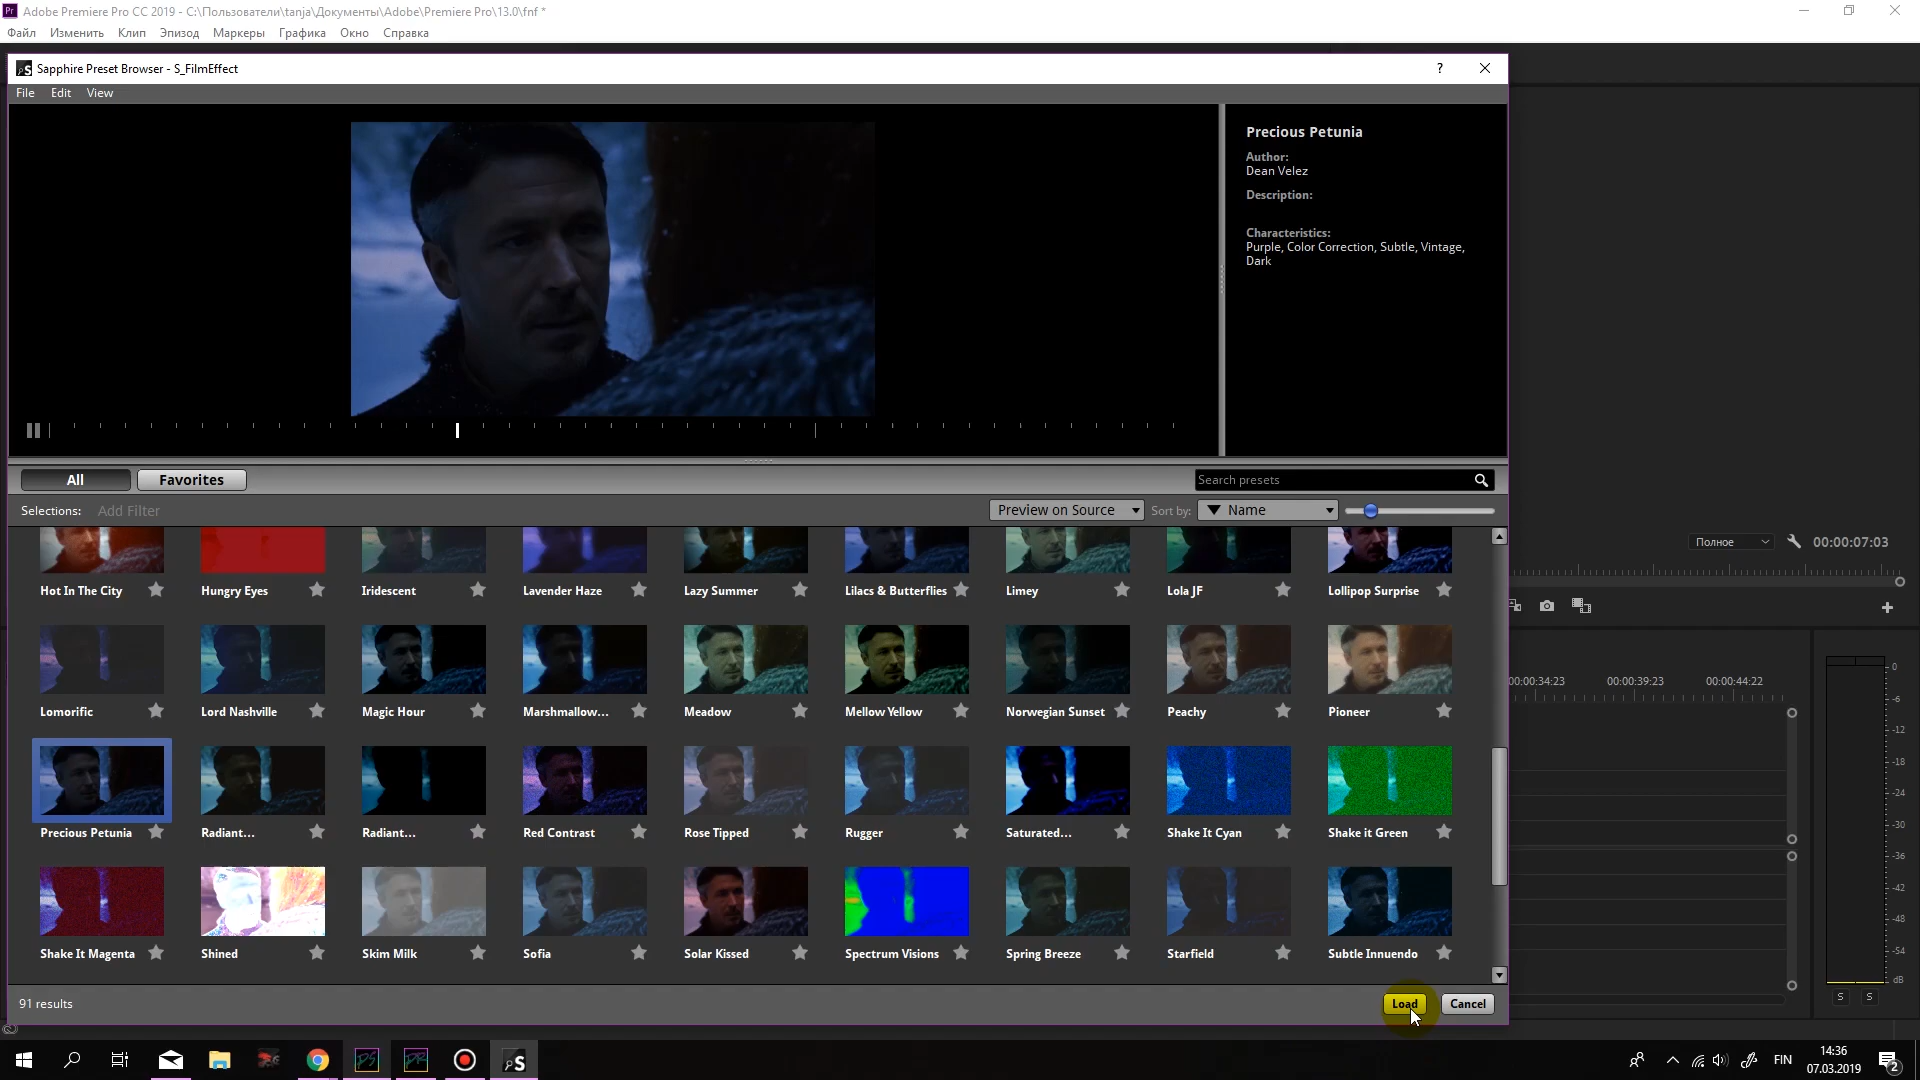 Adobe Premiere Pro CC 2019 - C:\Пользователи\tanja\Документы\Adobe\Premiere Pro\13.0\fnf *
Файл Изменить Клип Эпизод Маркеры Графика Окно Справка
Sapphire Preset Browser - S_FilmEffect ?
File Edit View
Precious Petunia
Author:
Dean Velez
Description:
Characteristics:
Purple, Color Correction, Subtle, Vintage,
Dark
All Favorites Search presets
Selections: Add Filter Preview on Source Sort by: Name
Полное 00:00:07:03
Hot In The City Hungry Eyes Iridescent Lavender Haze Lazy Summer Lilacs & Butterflies Limey Lola JF Lollipop Surprise
Lomorific Lord Nashville Magic Hour Marshmallow... Meadow Mellow Yellow Norwegian Sunset Peachy Pioneer
00:00:34:23 00:00:39:23 00:00:44:22
Precious Petunia Radiant... Radiant... Red Contrast Rose Tipped Rugger Saturated... Shake It Cyan Shake it Green
Shake It Magenta Shined Skim Milk Sofia Solar Kissed Spectrum Visions Spring Breeze Starfield Subtle Innuendo
0
-6
-12
-18
-24
-30
-36
-42
-48
-54
dB
S S
91 results Load Cancel
FIN 14:36
07.03.2019
2